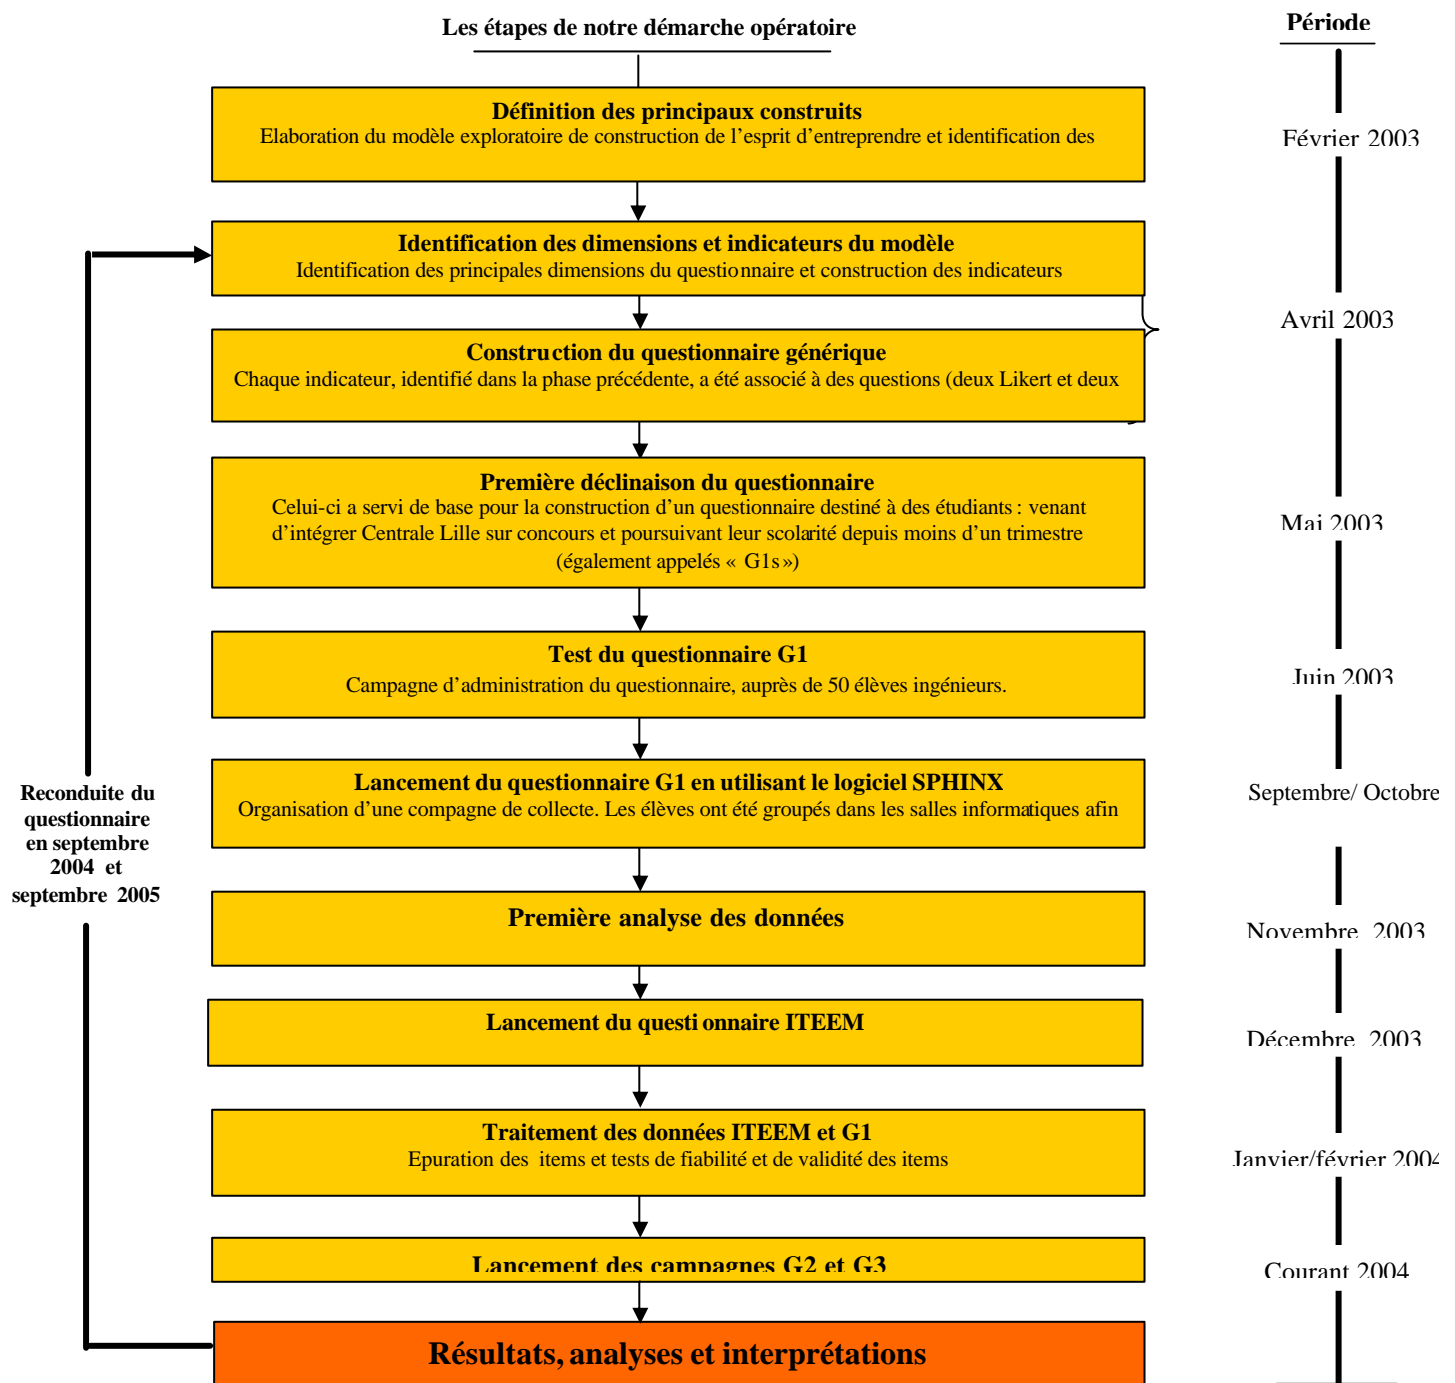 Les étapes de notre démarche opératoire
Période
Définition des principaux construits
Elaboration du modèle exploratoire de construction de l’esprit d’entreprendre et identification des
Février 2003
Identification des dimensions et indicateurs du modèle
Identification des principales dimensions du questionnaire et construction des indicateurs
Avril 2003
Construction du questionnaire générique
Chaque indicateur, identifié dans la phase précédente, a été associé à des questions (deux Likert et deux
Première déclinaison du questionnaire
Celui-ci a servi de base pour la construction d’un questionnaire destiné à des étudiants : venant
d’intégrer Centrale Lille sur concours et poursuivant leur scolarité depuis moins d’un trimestre
(également appelés « G1s »)
Mai 2003
Test du questionnaire G1
Campagne d’administration du questionnaire, auprès de 50 élèves ingénieurs.
Juin 2003
Lancement du questionnaire G1 en utilisant le logiciel SPHINX
Organisation d’une compagne de collecte. Les élèves ont été groupés dans les salles informatiques afin
Septembre/ Octobre
Reconduite du
questionnaire
en septembre
2004 et
septembre 2005
Première analyse des données
Novembre 2003
Lancement du questionnaire ITEEM
Décembre 2003
Traitement des données ITEEM et G1
Epuration des items et tests de fiabilité et de validité des items
Janvier/février 2004
Lancement des campagnes G2 et G3
Courant 2004
Résultats, analyses et interprétations